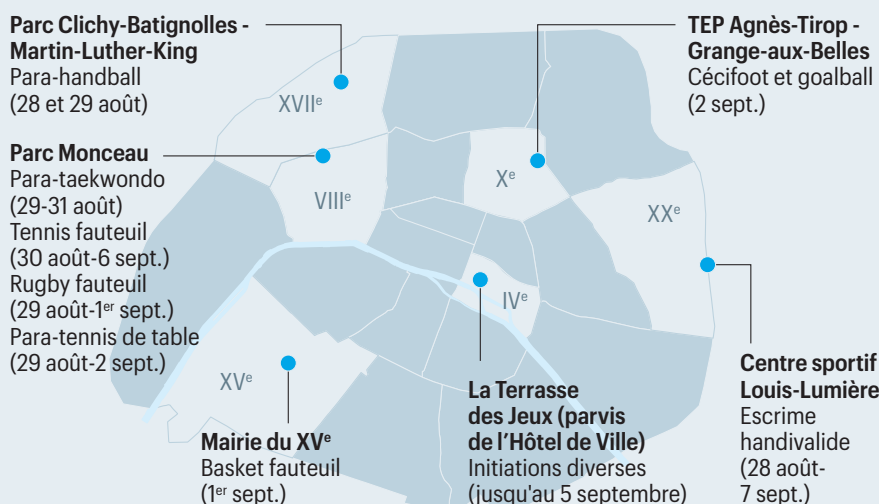 Parc Clichy-Batignolles -
Martin-Luther-King
Para-handball
(28 et 29 août)
TEP Agnès-Tirop -
Grange-aux-Belles
Cécifoot et goalball
(2 sept.)
Parc Monceau
Para-taekwondo
(29-31 août)
Tennis fauteuil
(30 août-6 sept.)
Rugby fauteuil
(29 août-1er sept.)
Para-tennis de table
(29 août-2 sept.)
XVIIe
VIIIe
Xe
XXe
IVe
XVe
Mairie du XVe
Basket fauteuil
(1er sept.)
La Terrasse
des Jeux (parvis
de l'Hôtel de Ville)
Initiations diverses
(jusqu'au 5 septembre)
Centre sportif
Louis-Lumière
Escrime
handivalide
(28 août-
7 sept.)